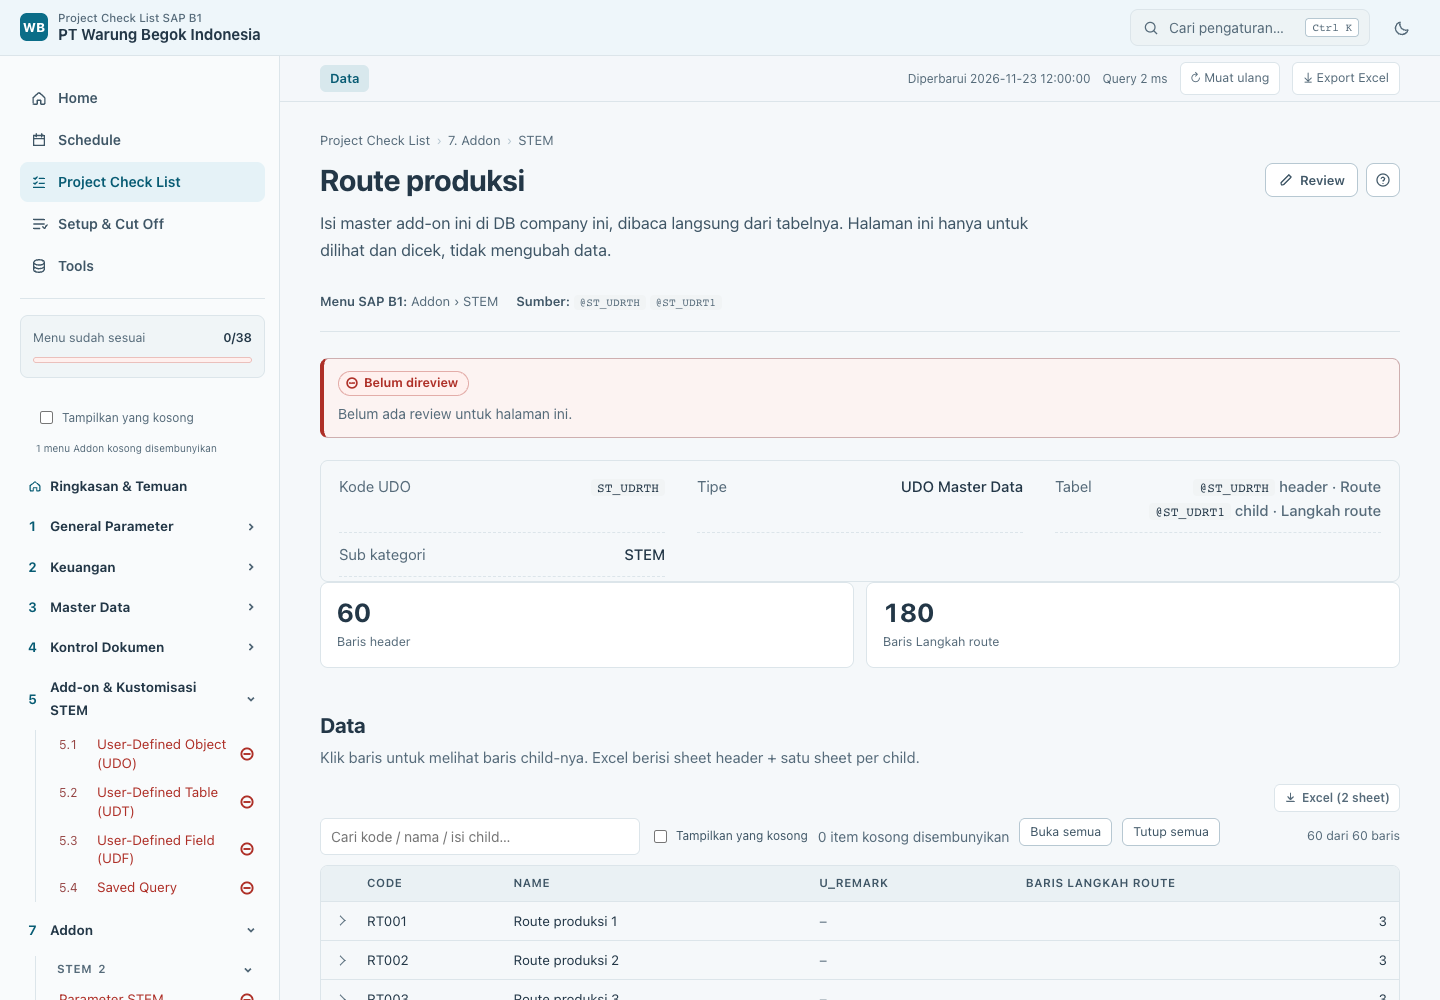 WB
Project Check List SAP B1
PT Warung Begok Indonesia
Cari pengaturan...
Ctrl K
Home
Schedule
Project Check List
Setup & Cut Off
Tools
Menu sudah sesuai 0/38
Tampilkan yang kosong
1 menu Addon kosong disembunyikan
Ringkasan & Temuan
1 General Parameter
2 Keuangan
3 Master Data
4 Kontrol Dokumen
5 Add-on & Kustomisasi
STEM
5.1 User-Defined Object
(UDO)
5.2 User-Defined Table
(UDT)
5.3 User-Defined Field
(UDF)
5.4 Saved Query
7 Addon
STEM 2
Parameter STEM
Data
Diperbarui 2026-11-23 12:00:00 Query 2 ms
Muat ulang
Export Excel
Project Check List › 7. Addon › STEM
Route produksi
Review
Isi master add-on ini di DB company ini, dibaca langsung dari tabelnya. Halaman ini hanya untuk
dilihat dan dicek, tidak mengubah data.
Menu SAP B1: Addon › STEM Sumber: @ST_UDRTH @ST_UDRT1
Belum direview
Belum ada review untuk halaman ini.
Kode UDO ST_UDRTH
Tipe UDO Master Data
Tabel @ST_UDRTH header · Route
@ST_UDRT1 child · Langkah route
Sub kategori STEM
60
Baris header
180
Baris Langkah route
Data
Klik baris untuk melihat baris child-nya. Excel berisi sheet header + satu sheet per child.
Excel (2 sheet)
Cari kode / nama / isi child...
Tampilkan yang kosong
0 item kosong disembunyikan
Buka semua
Tutup semua
60 dari 60 baris
CODE NAME U_REMARK BARIS LANGKAH ROUTE
RT001 Route produksi 1 – 3
RT002 Route produksi 2 – 3
RT003 Route produksi 3 – 3